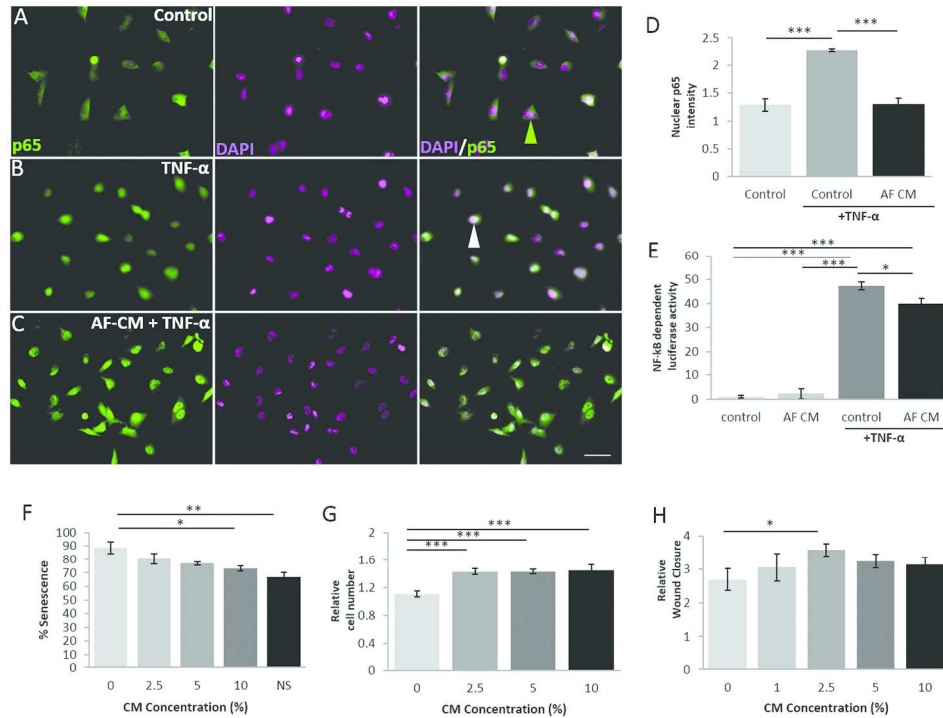 A
Control
p65
DAPI
DAPI/p65
B
TNF-α
C
AF-CM + TNF-α
D
***
***
Nuclear p65
intensity
2.5
2
1.5
1
0.5
0
Control
Control
AF CM
+TNF-α
E
***
***
***
*
NF-kB dependent
luciferase activity
60
50
40
30
20
10
0
control
AF CM
control
AF CM
+TNF-α
F
**
*
% Senescence
100
90
80
70
60
50
40
30
20
10
0
0
2.5
5
10
NS
CM Concentration (%)
G
***
***
***
Relative
cell number
2
1.6
1.2
0.8
0.4
0
0
2.5
5
10
CM Concentration (%)
H
*
Relative
Wound Closure
4
3
2
1
0
0
1
2.5
5
10
CM Concentration (%)